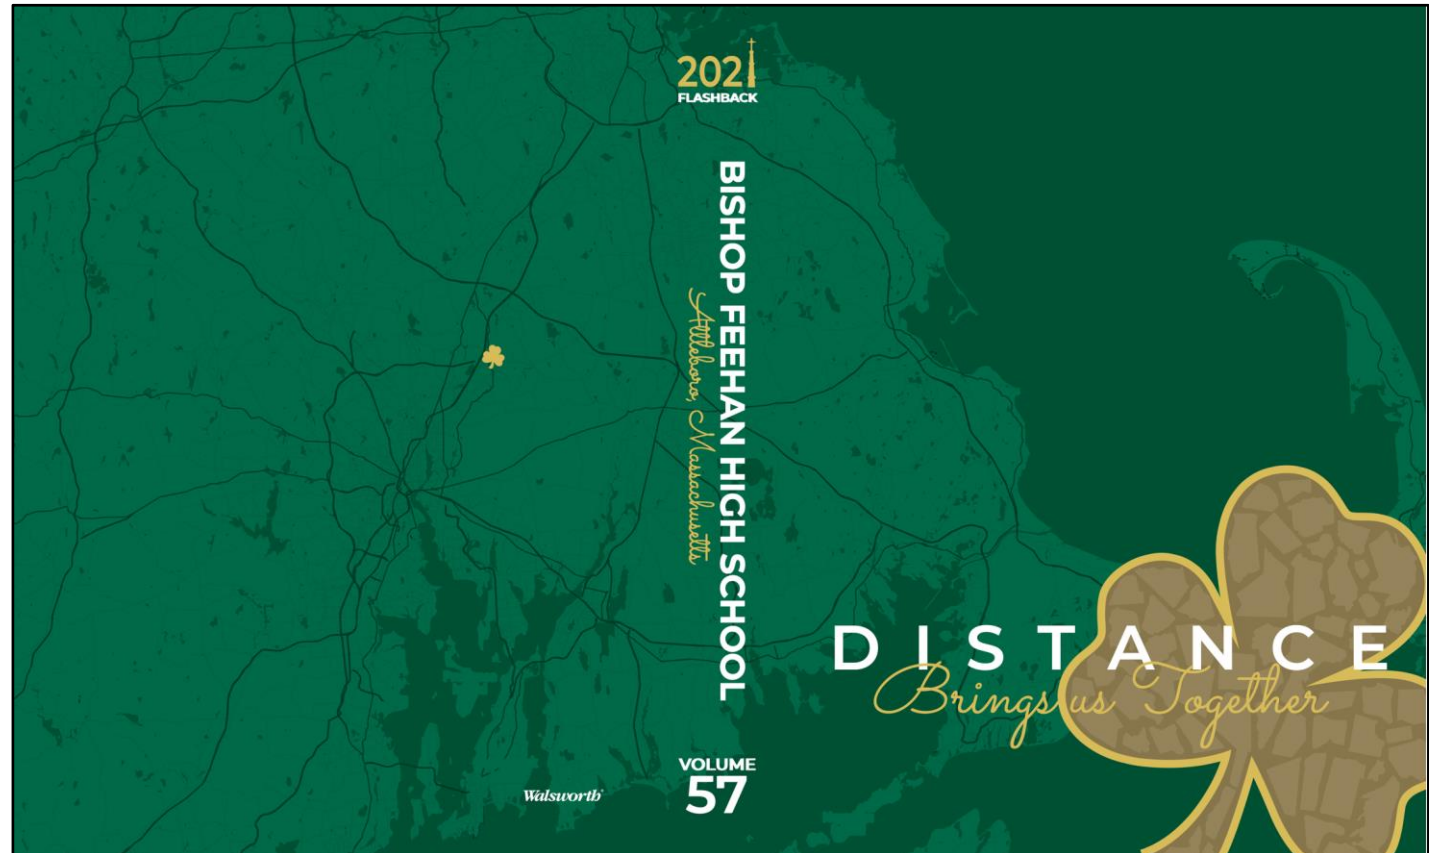 2021
FLASHBACK
BISHOP FEEHAN HIGH SCHOOL
Attleboro, Massachusetts
VOLUME
57
Walsworth
DISTANCE
Brings us Together